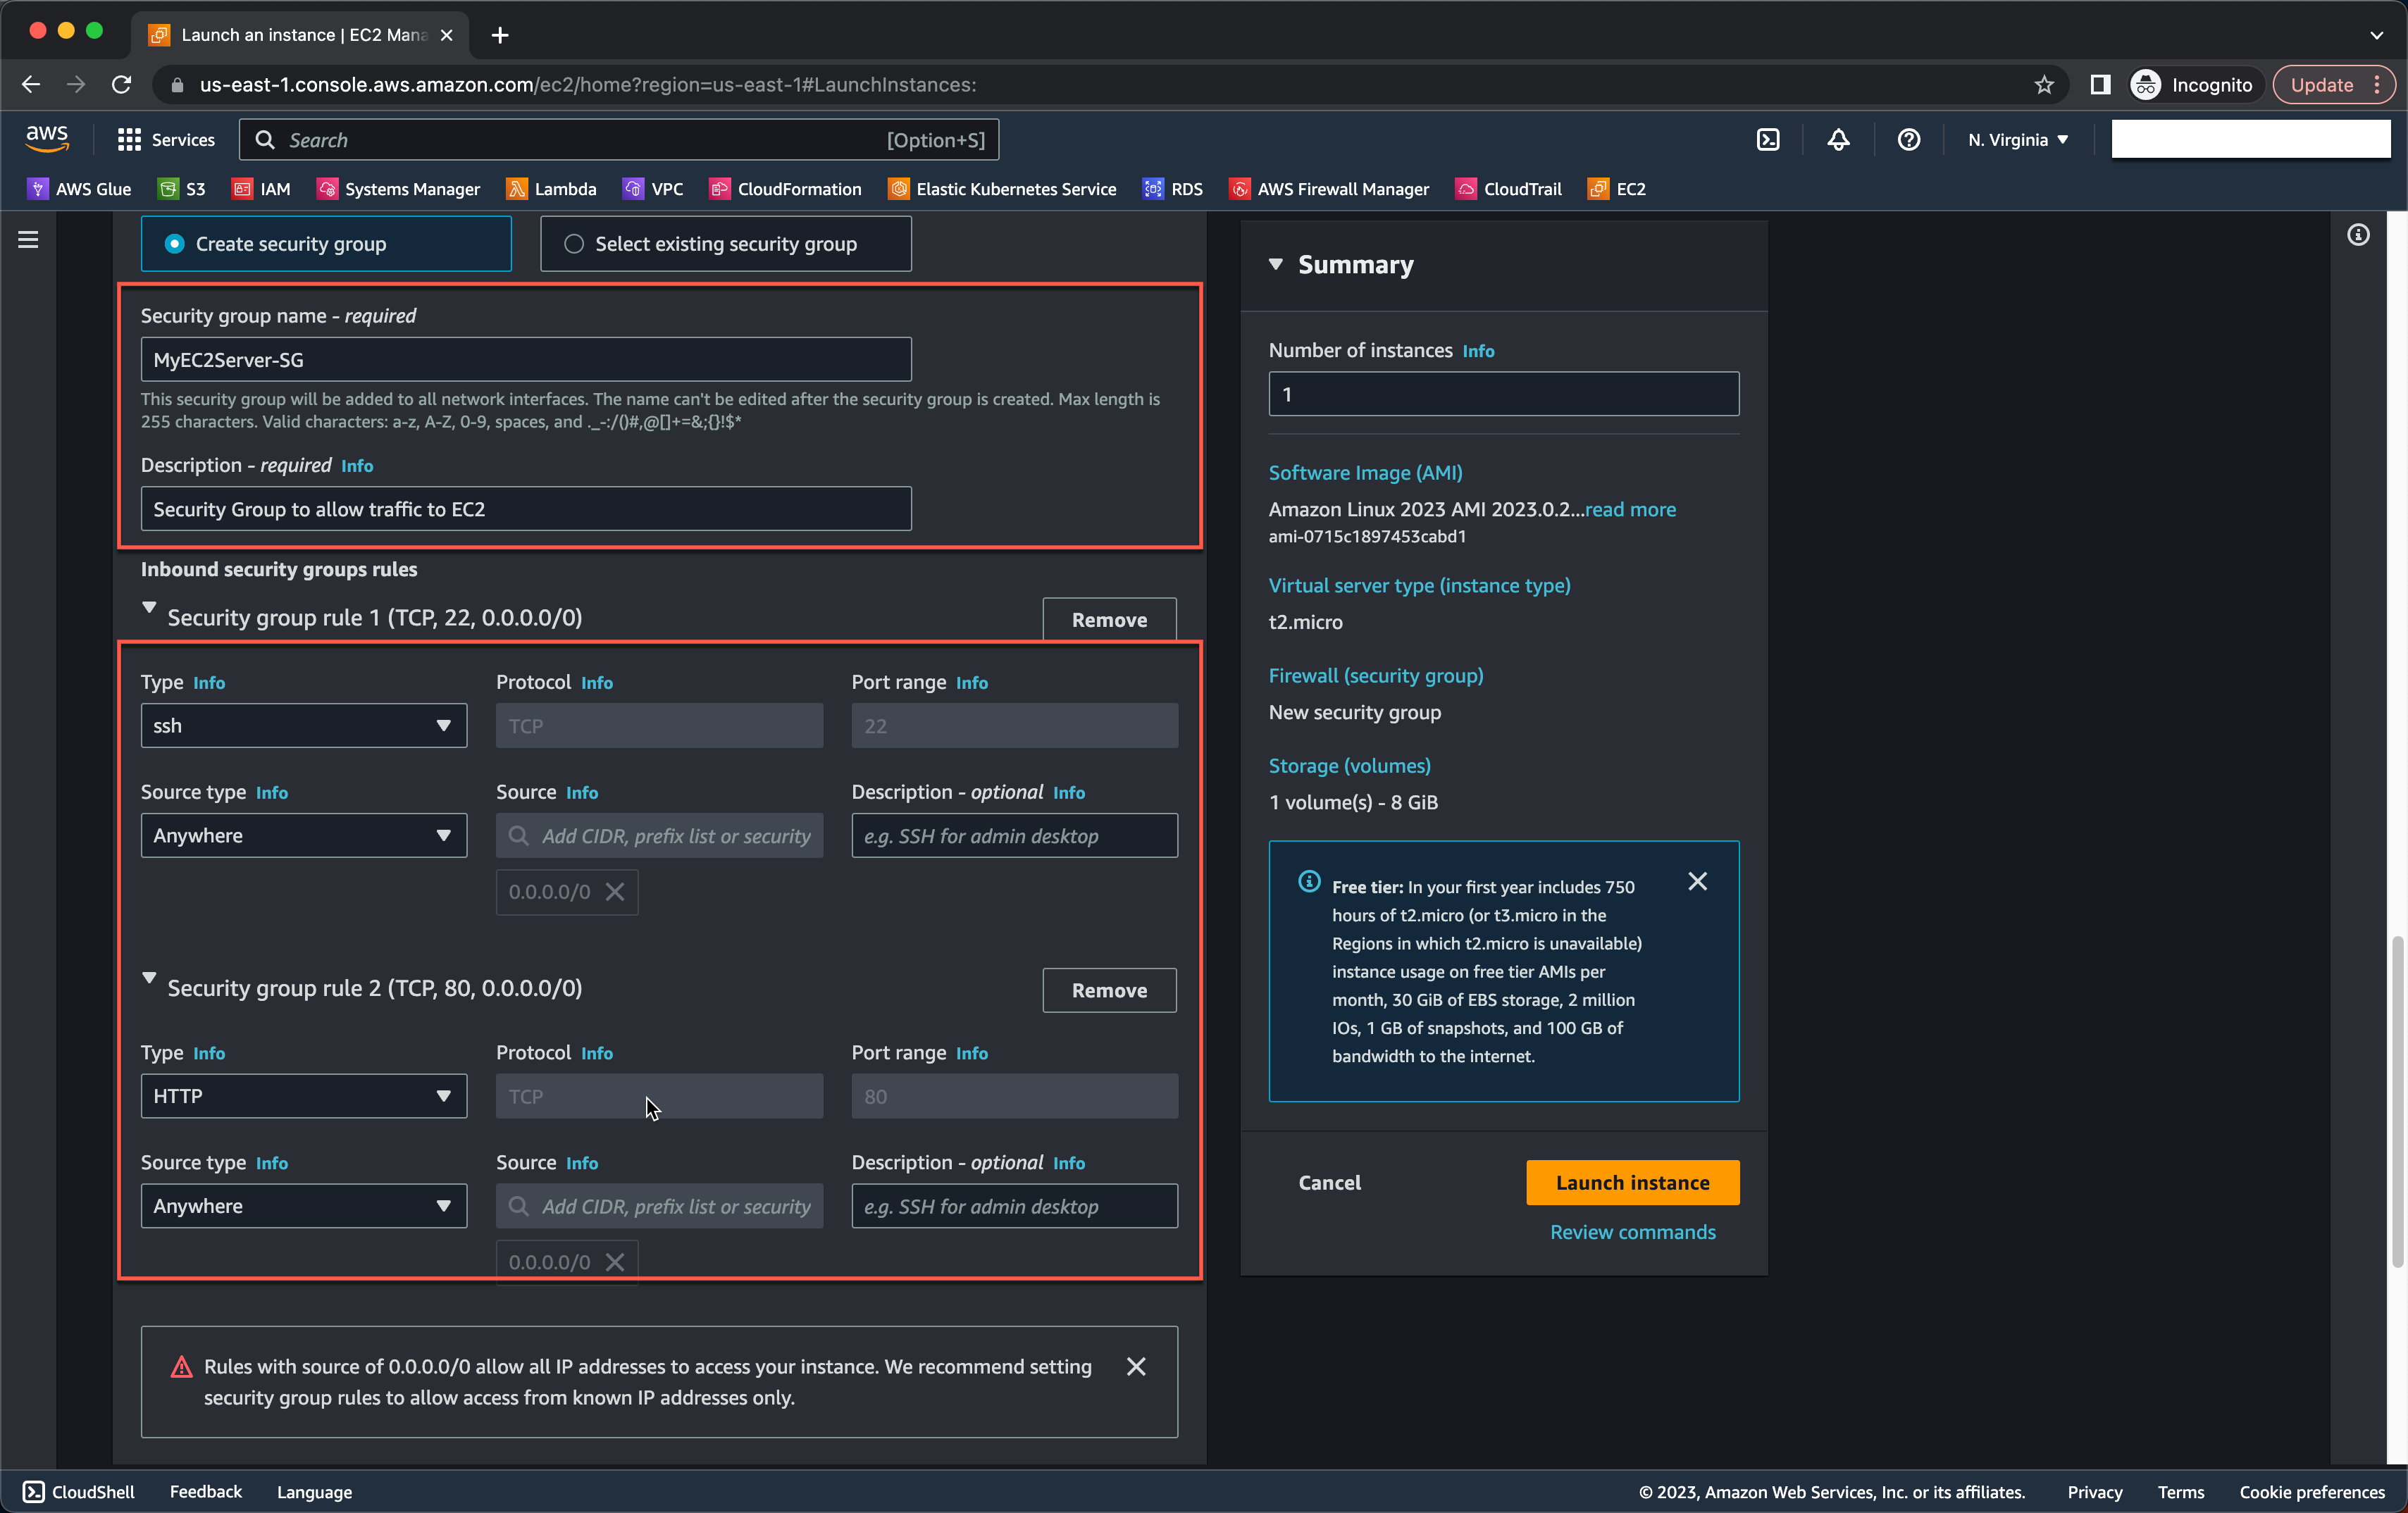 Launch an instance | EC2 Mana
us-east-1.console.aws.amazon.com/ec2/home?region=us-east-1#LaunchInstances:
Incognito
Update
aws
Services
Search
[Option+S]
N. Virginia
AWS Glue
S3
IAM
Systems Manager
Lambda
VPC
CloudFormation
Elastic Kubernetes Service
RDS
AWS Firewall Manager
CloudTrail
EC2
Create security group
Select existing security group
Security group name - required
MyEC2Server-SG
This security group will be added to all network interfaces. The name can't be edited after the security group is created. Max length is
255 characters. Valid characters: a-z, A-Z, 0-9, spaces, and ._-:/()#,@[]+=&;{}!$*
Description - required Info
Security Group to allow traffic to EC2
Inbound security groups rules
Security group rule 1 (TCP, 22, 0.0.0.0/0)
Remove
Type Info
Protocol Info
Port range Info
ssh
TCP
22
Source type Info
Source Info
Description - optional Info
Anywhere
Add CIDR, prefix list or security
e.g. SSH for admin desktop
0.0.0.0/0
Security group rule 2 (TCP, 80, 0.0.0.0/0)
Remove
Type Info
Protocol Info
Port range Info
HTTP
TCP
80
Source type Info
Source Info
Description - optional Info
Anywhere
Add CIDR, prefix list or security
e.g. SSH for admin desktop
0.0.0.0/0
Rules with source of 0.0.0.0/0 allow all IP addresses to access your instance. We recommend setting
security group rules to allow access from known IP addresses only.
Summary
Number of instances Info
1
Software Image (AMI)
Amazon Linux 2023 AMI 2023.0.2...read more
ami-0715c1897453cabd1
Virtual server type (instance type)
t2.micro
Firewall (security group)
New security group
Storage (volumes)
1 volume(s) - 8 GiB
Free tier: In your first year includes 750
hours of t2.micro (or t3.micro in the
Regions in which t2.micro is unavailable)
instance usage on free tier AMIs per
month, 30 GiB of EBS storage, 2 million
IOs, 1 GB of snapshots, and 100 GB of
bandwidth to the internet.
Cancel
Launch instance
Review commands
CloudShell
Feedback
Language
© 2023, Amazon Web Services, Inc. or its affiliates.
Privacy
Terms
Cookie preferences